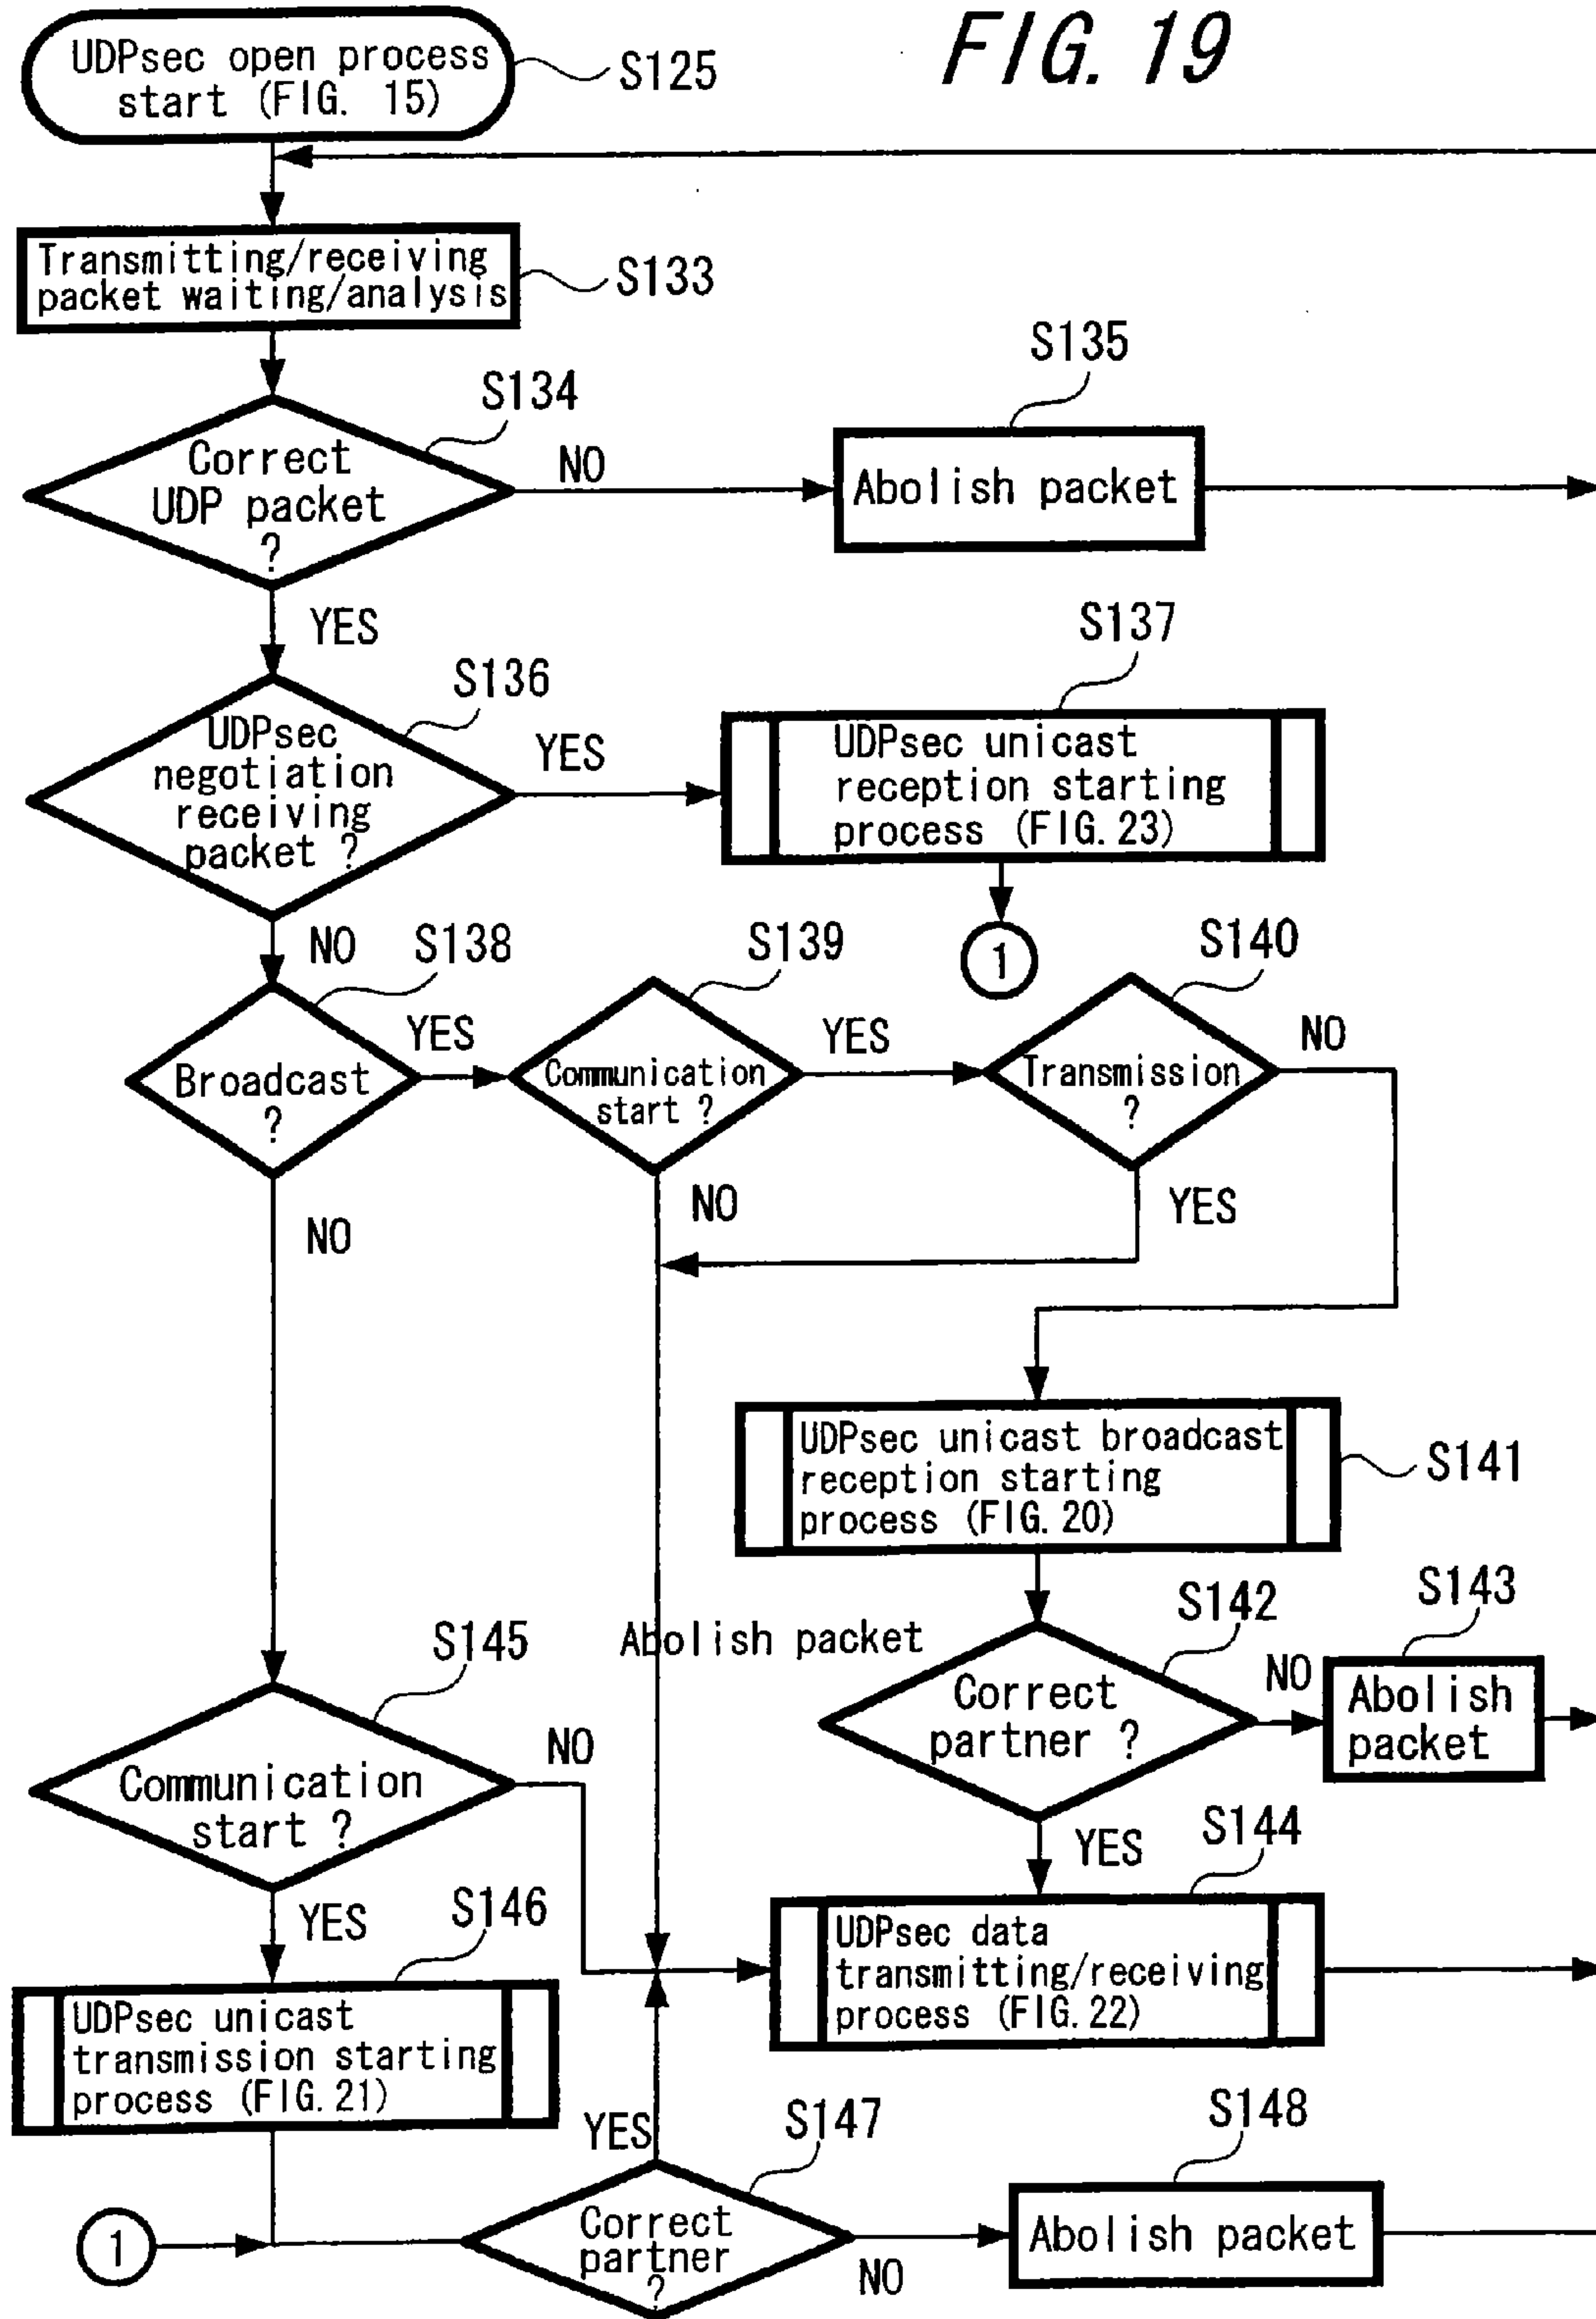 FIG. 19
UDPsec open process
start (FIG. 15)
S125
Transmitting/receiving
packet waiting/analysis
S133
S134
Correct
UDP packet
?
NO
S135
Abolish packet
YES
S136
UDPsec
negotiation
receiving
packet ?
YES
S137
UDPsec unicast
reception starting
process (FIG. 23)
1
NO
S138
Broadcast
?
YES
S139
Communication
start ?
YES
S140
Transmission
?
NO
NO
NO
YES
UDPsec unicast broadcast
reception starting
process (FIG. 20)
S141
Abolish packet
S142
Correct
partner ?
NO
S143
Abolish
packet
S145
Communication
start ?
NO
YES
S144
UDPsec data
transmitting/receiving
process (FIG. 22)
YES
S146
UDPsec unicast
transmission starting
process (FIG. 21)
YES
S147
Correct
partner
?
NO
S148
Abolish packet
1